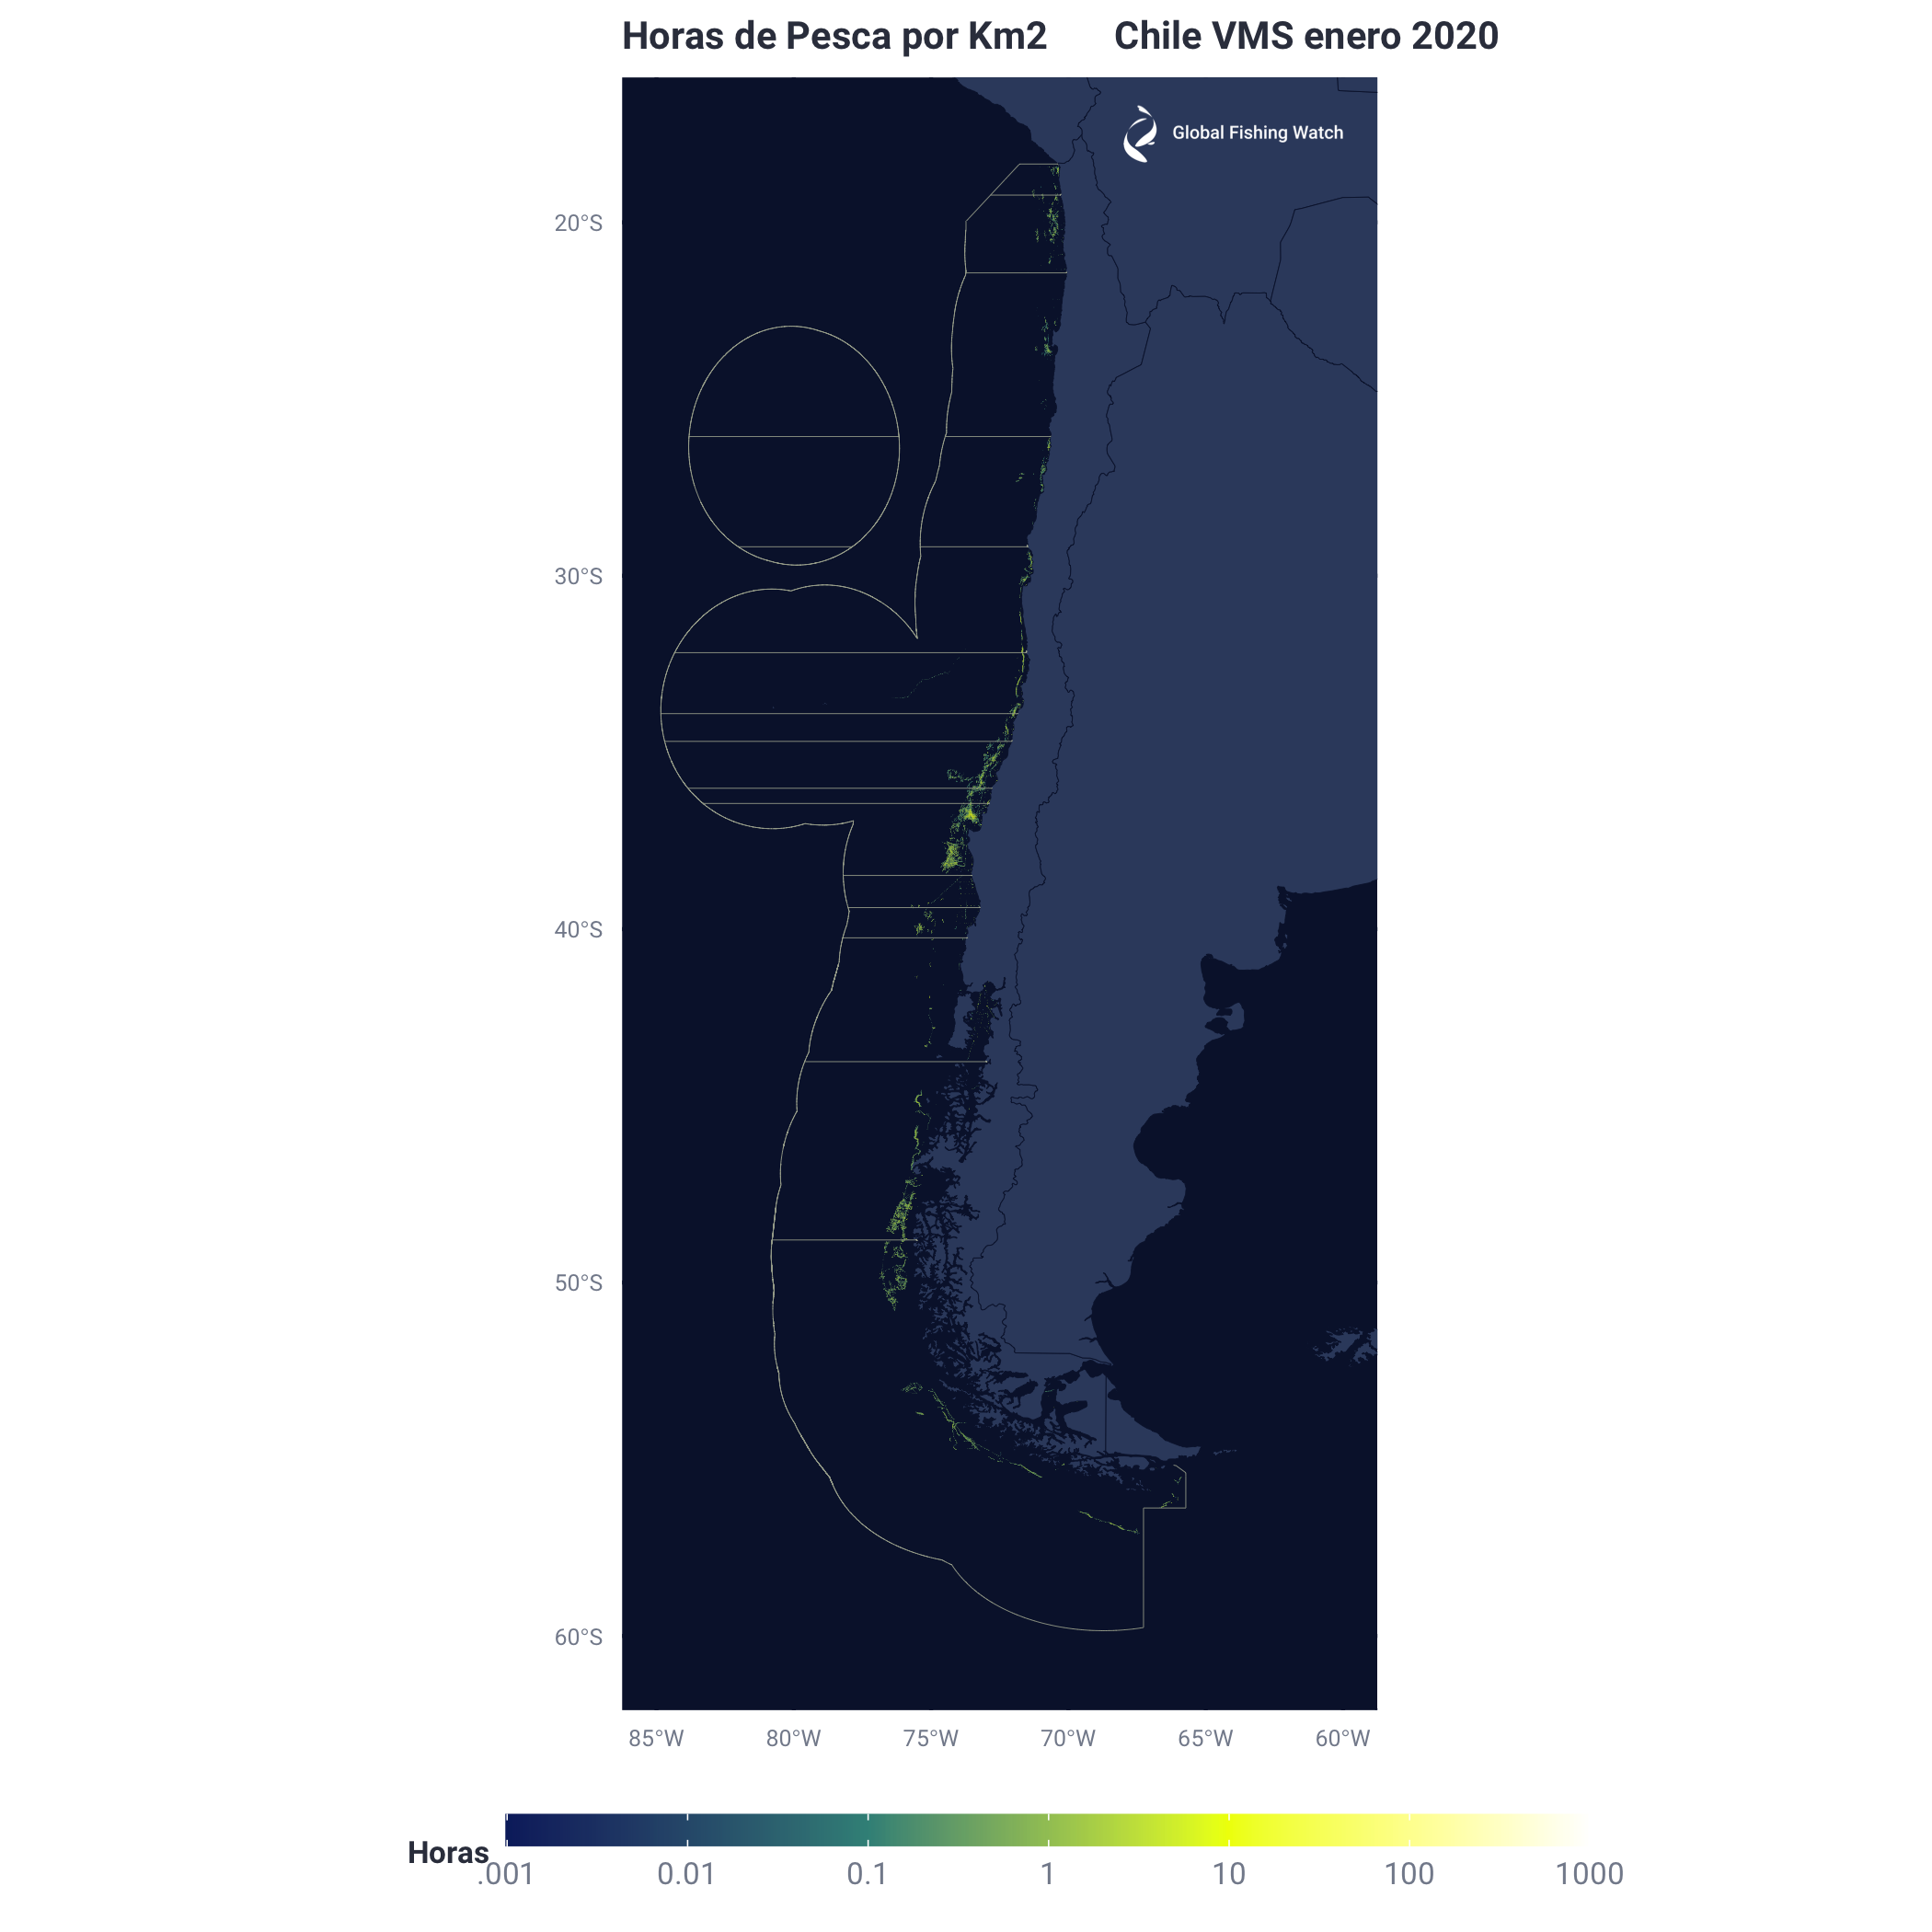 Horas de Pesca por Km2 Chile VMS enero 2020
Global Fishing Watch
20°S
30°S
40°S
50°S
60°S
85°W 80°W 75°W 70°W 65°W 60°W
Horas
.001 0.01 0.1 1 10 100 1000